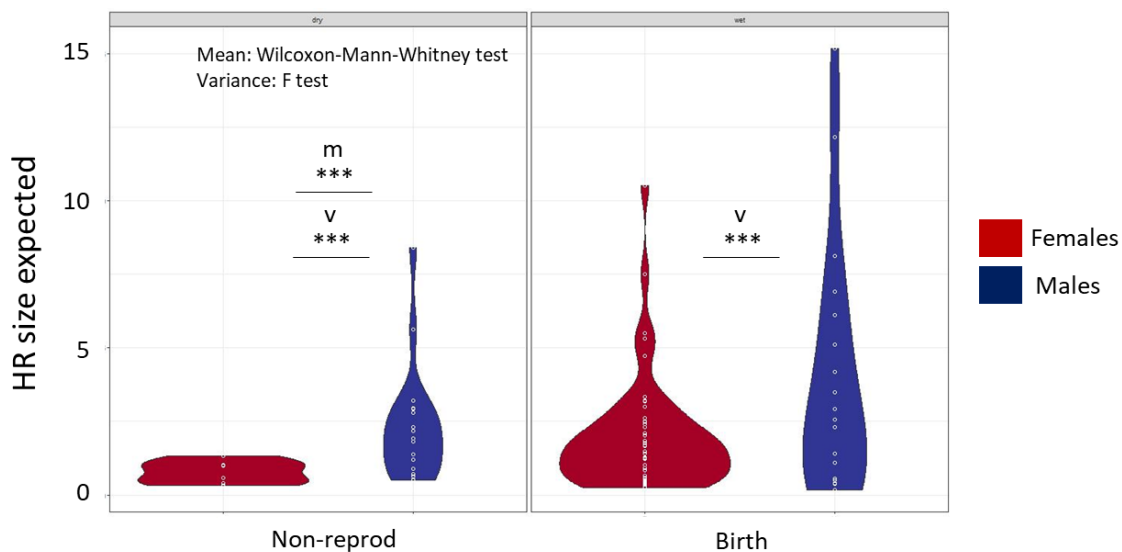 dry
wet
Mean: Wilcoxon-Mann-Whitney test
Variance: F test
m
***
v
***
v
***
HR size expected
15
10
5
0
Females
Males
Non-reprod
Birth